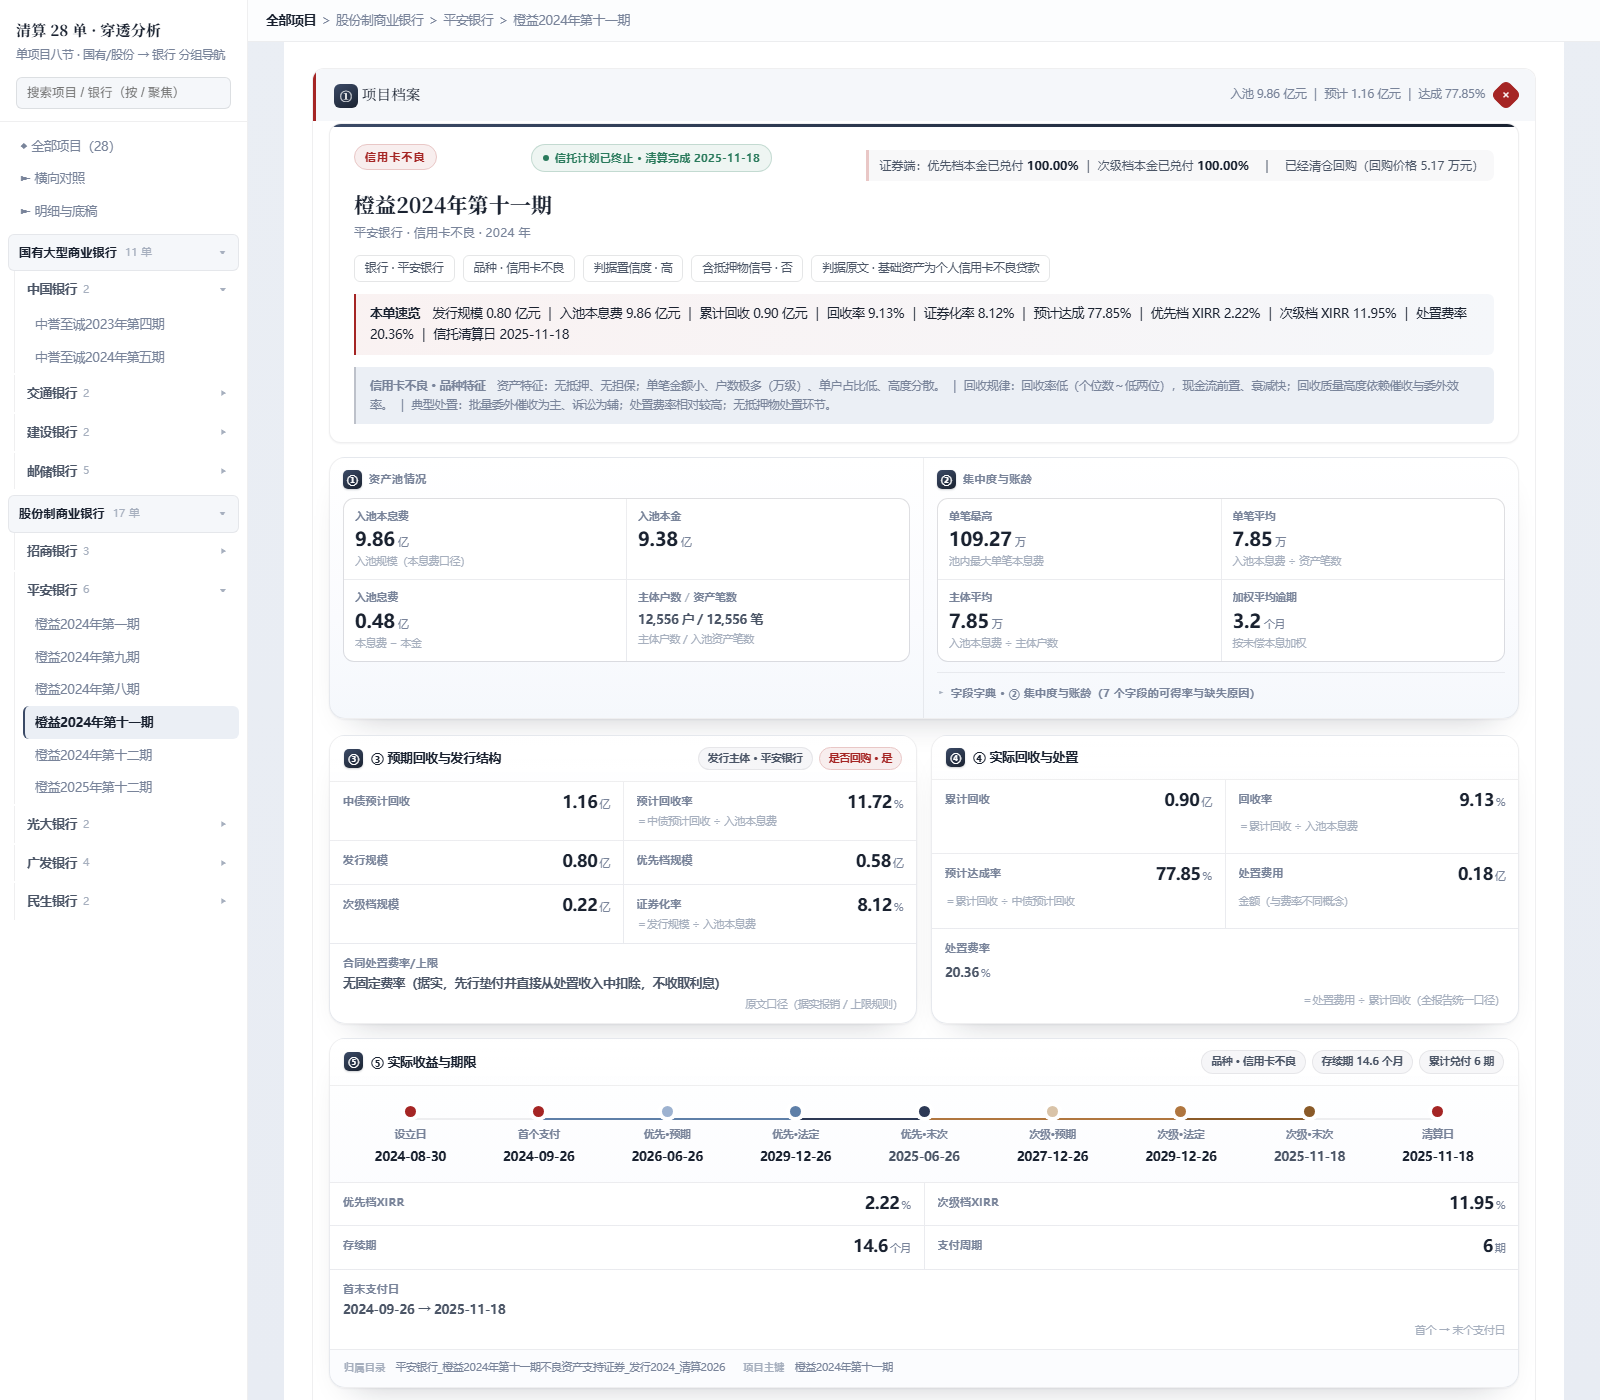 清算 28 单 · 穿透分析
单项目八节 · 国有/股份 → 银行 分组导航
搜索项目 / 银行（按 / 聚焦）
全部项目（28）
横向对照
明细与底稿
国有大型商业银行 11 单
中国银行 2
中誉至诚2023年第四期
中誉至诚2024年第五期
交通银行 2
建设银行 2
邮储银行 5
股份制商业银行 17 单
招商银行 3
平安银行 6
橙益2024年第一期
橙益2024年第九期
橙益2024年第八期
橙益2024年第十一期
橙益2024年第十二期
橙益2025年第十二期
光大银行 2
广发银行 4
民生银行 2
全部项目 > 股份制商业银行 > 平安银行 > 橙益2024年第十一期
① 项目档案
入池 9.86 亿元 | 预计 1.16 亿元 | 达成 77.85%
信用卡不良
信托计划已终止 • 清算完成 2025-11-18
证券端：优先档本金已兑付 100.00% | 次级档本金已兑付 100.00% | 已经清仓回购（回购价格 5.17 万元）
橙益2024年第十一期
平安银行 · 信用卡不良 · 2024 年
银行 · 平安银行
品种 · 信用卡不良
判据置信度 · 高
含抵押物信号 · 否
判据原文 · 基础资产为个人信用卡不良贷款
本单速览 发行规模 0.80 亿元 | 入池本息费 9.86 亿元 | 累计回收 0.90 亿元 | 回收率 9.13% | 证券化率 8.12% | 预计达成 77.85% | 优先档 XIRR 2.22% | 次级档 XIRR 11.95% | 处置费率
20.36% | 信托清算日 2025-11-18
信用卡不良 • 品种特征 资产特征：无抵押、无担保；单笔金额小、户数极多（万级）、单户占比低、高度分散。 | 回收规律：回收率低（个位数~低两位），现金流前置、衰减快；回收质量高度依赖催收与委外效
率。 | 典型处置：批量委外催收为主、诉讼为辅；处置费率相对较高；无抵押物处置环节。
① 资产池情况
入池本息费
9.86 亿
入池规模（本息费口径）
入池本金
9.38 亿
入池息费
0.48 亿
本息费 − 本金
主体户数 / 资产笔数
12,556 户 / 12,556 笔
主体户数 / 入池资产笔数
② 集中度与账龄
单笔最高
109.27 万
池内最大单笔本息费
单笔平均
7.85 万
入池本息费 ÷ 资产笔数
主体平均
7.85 万
入池本息费 ÷ 主体户数
加权平均逾期
3.2 个月
按未偿本息加权
字段字典 • ② 集中度与账龄（7 个字段的可得率与缺失原因）
③ ③ 预期回收与发行结构
发行主体 • 平安银行
是否回购 • 是
中债预计回收 1.16 亿
预计回收率 11.72 %
＝中债预计回收 ÷ 入池本息费
发行规模 0.80 亿
优先档规模 0.58 亿
次级档规模 0.22 亿
证券化率 8.12 %
＝发行规模 ÷ 入池本息费
合同处置费率/上限
无固定费率（据实，先行垫付并直接从处置收入中扣除，不收取利息）
原文口径（据实报销 / 上限规则）
④ ④ 实际回收与处置
累计回收 0.90 亿
回收率 9.13 %
＝累计回收 ÷ 入池本息费
预计达成率 77.85 %
＝累计回收 ÷ 中债预计回收
处置费用 0.18 亿
金额（与费率不同概念）
处置费率
20.36 %
＝处置费用 ÷ 累计回收（全报告统一口径）
⑤ ⑤ 实际收益与期限
品种 • 信用卡不良
存续期 14.6 个月
累计兑付 6 期
设立日
2024-08-30
首个支付
2024-09-26
优先•预期
2026-06-26
优先•法定
2029-12-26
优先•末次
2025-06-26
次级•预期
2027-12-26
次级•法定
2029-12-26
次级•末次
2025-11-18
清算日
2025-11-18
优先档XIRR 2.22 %
次级档XIRR 11.95 %
存续期 14.6 个月
支付周期 6 期
首末支付日
2024-09-26 → 2025-11-18
首个 → 末个支付日
归属目录 平安银行_橙益2024年第十一期不良资产支持证券_发行2024_清算2026 项目主键 橙益2024年第十一期